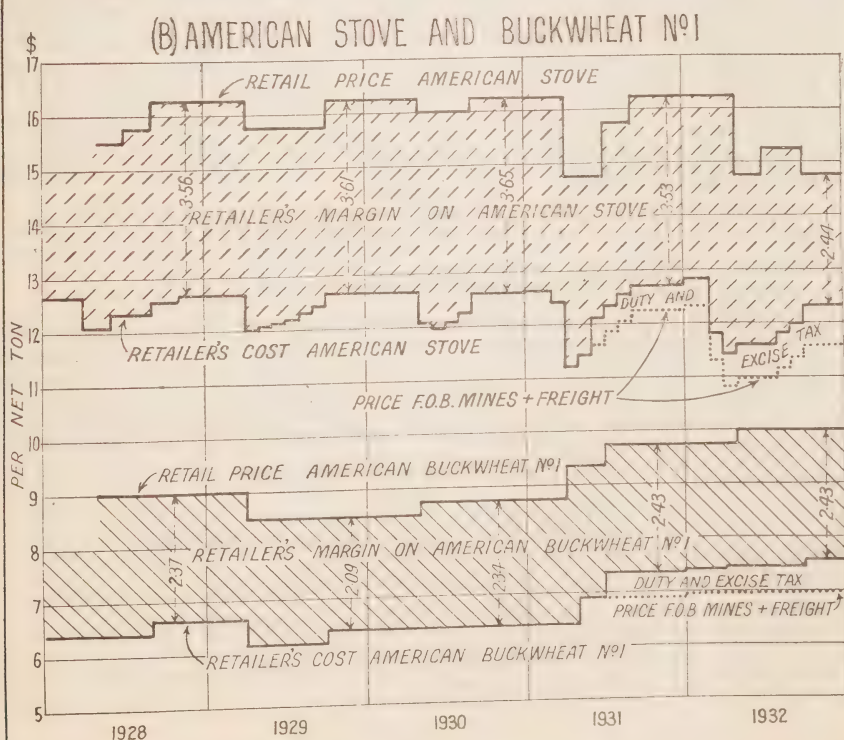 (B) AMERICAN STOVE AND BUCKWHEAT Nº1
$
17
16
15
14
13
12
11
10
9
8
7
6
5
PER NET TON
RETAIL PRICE AMERICAN STOVE
3·56
3·61
3·65
3·53
2·44
RETAILER'S MARGIN ON AMERICAN STOVE
DUTY AND
EXCISE TAX
RETAILER'S COST AMERICAN STOVE
PRICE F.O.B. MINES + FREIGHT
RETAIL PRICE AMERICAN BUCKWHEAT Nº1
2·37
2·09
2·34
2·43
2·43
RETAILER'S MARGIN ON AMERICAN BUCKWHEAT Nº1
DUTY AND EXCISE TAX
PRICE F.O.B MINES + FREIGHT
RETAILER'S COST AMERICAN BUCKWHEAT Nº1
1928
1929
1930
1931
1932